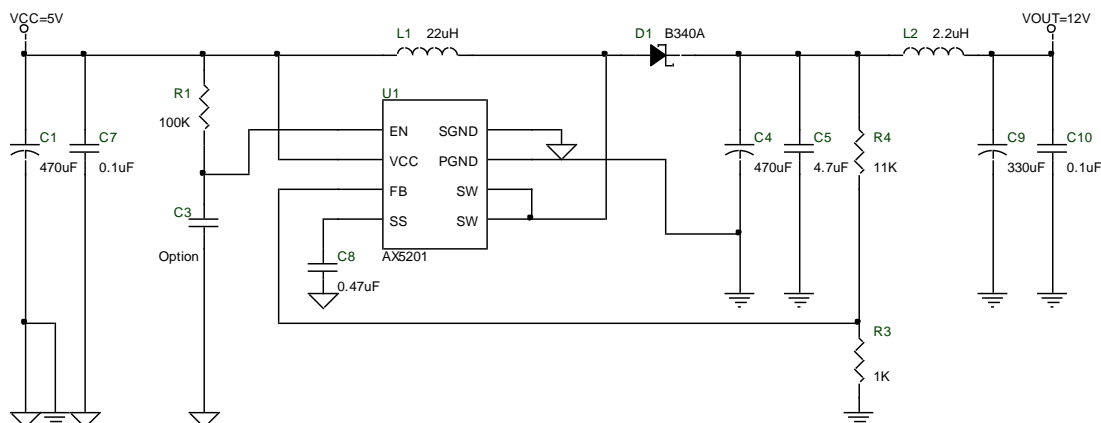 VCC=5V
VOUT=12V
L1 22uH
D1 B340A
L2 2.2uH
R1
100K
U1
EN SGND
VCC PGND
FB SW
SS SW
AX5201
C1
470uF
C7
0.1uF
C3
Option
C8
0.47uF
C4
470uF
C5
4.7uF
R4
11K
C9
330uF
C10
0.1uF
R3
1K